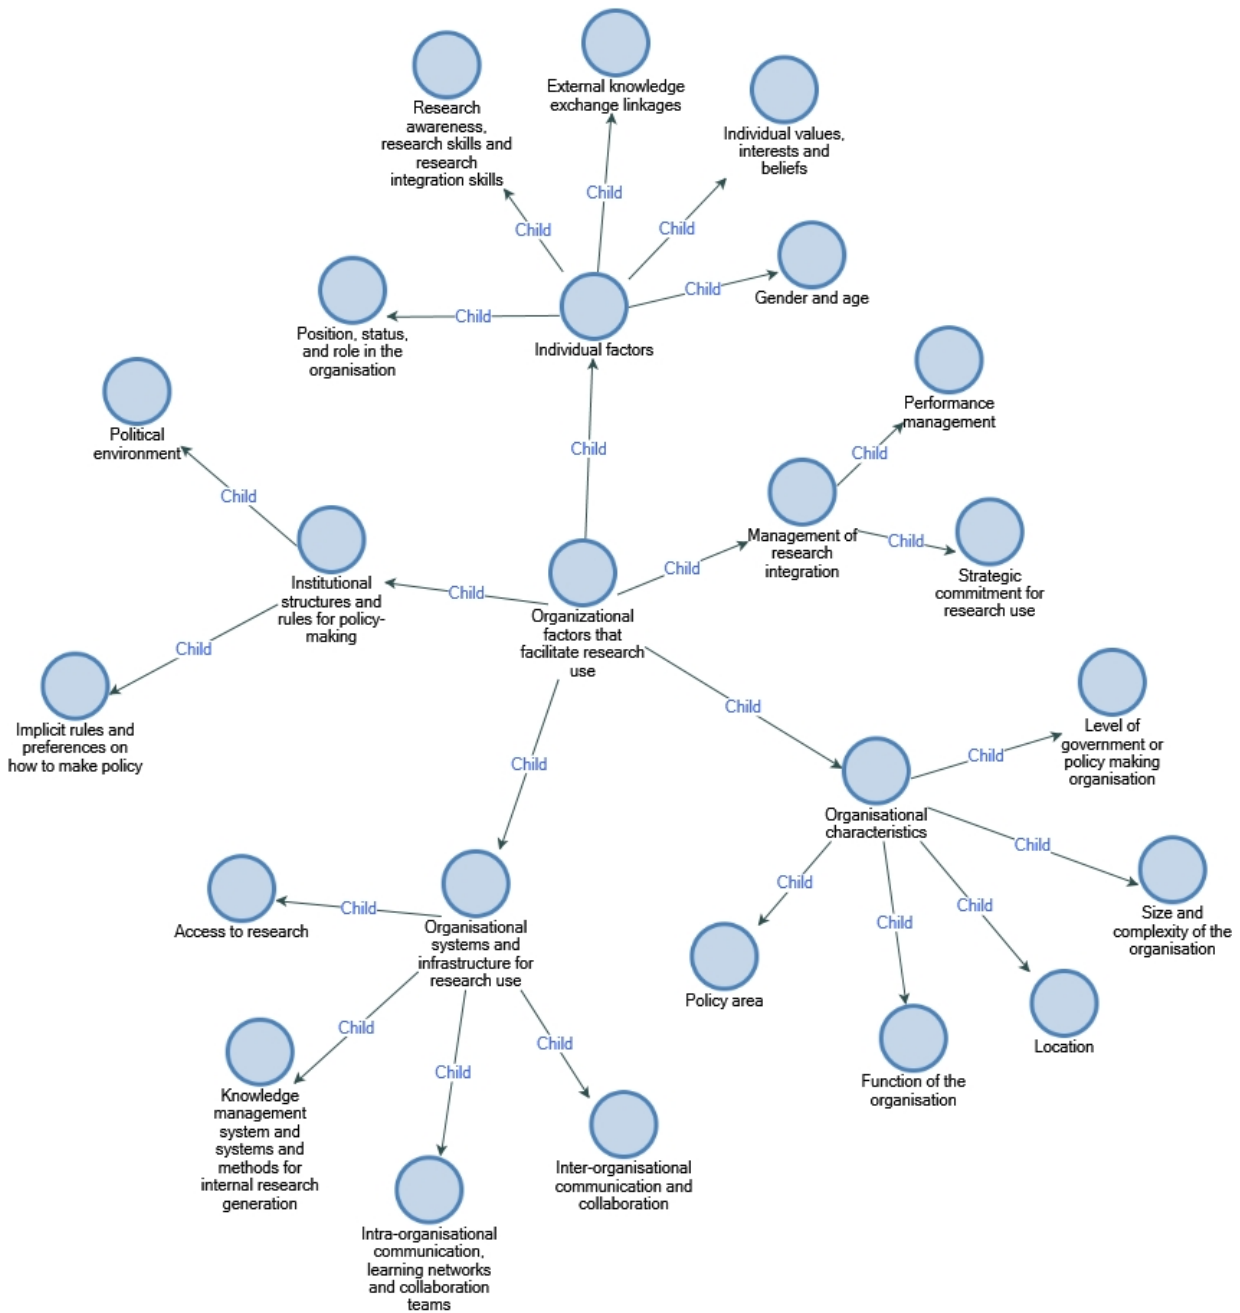 Research
awareness,
research skills and
research
integration skills
External knowledge
exchange linkages
Individual values,
interests and
beliefs
Child
Child
Child
Child
Gender and age
Child
Position, status,
and role in the
organisation
Individual factors
Political
environment
Child
Performance
management
Child
Child
Management of
research
integration
Child
Strategic
commitment for
research use
Child
Institutional
structures and
rules for policy-
making
Child
Child
Organizational
factors that
facilitate research
use
Implicit rules and
preferences on
how to make policy
Child
Child
Level of
government or
policy making
organisation
Child
Organisational
characteristics
Child
Size and
complexity of the
organisation
Child
Policy area
Child
Function of the
organisation
Child
Location
Access to research
Child
Organisational
systems and
infrastructure for
research use
Child
Knowledge
management
system and
systems and
methods for
internal research
generation
Child
Intra-organisational
communication,
learning networks
and collaboration
teams
Child
Inter-organisational
communication and
collaboration